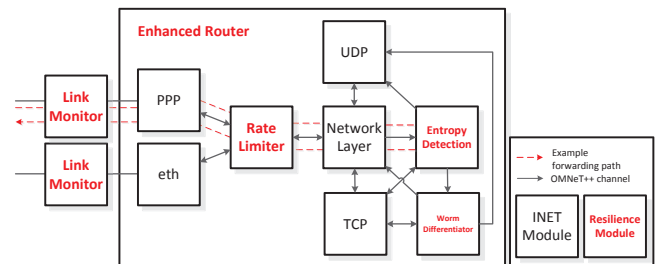 Enhanced Router
UDP
Link
Monitor
PPP
Rate
Limiter
Network
Layer
Entropy
Detection
Link
Monitor
eth
TCP
Worm
Differentiator
Example
forwarding path
OMNeT++ channel
INET
Module
Resilience
Module